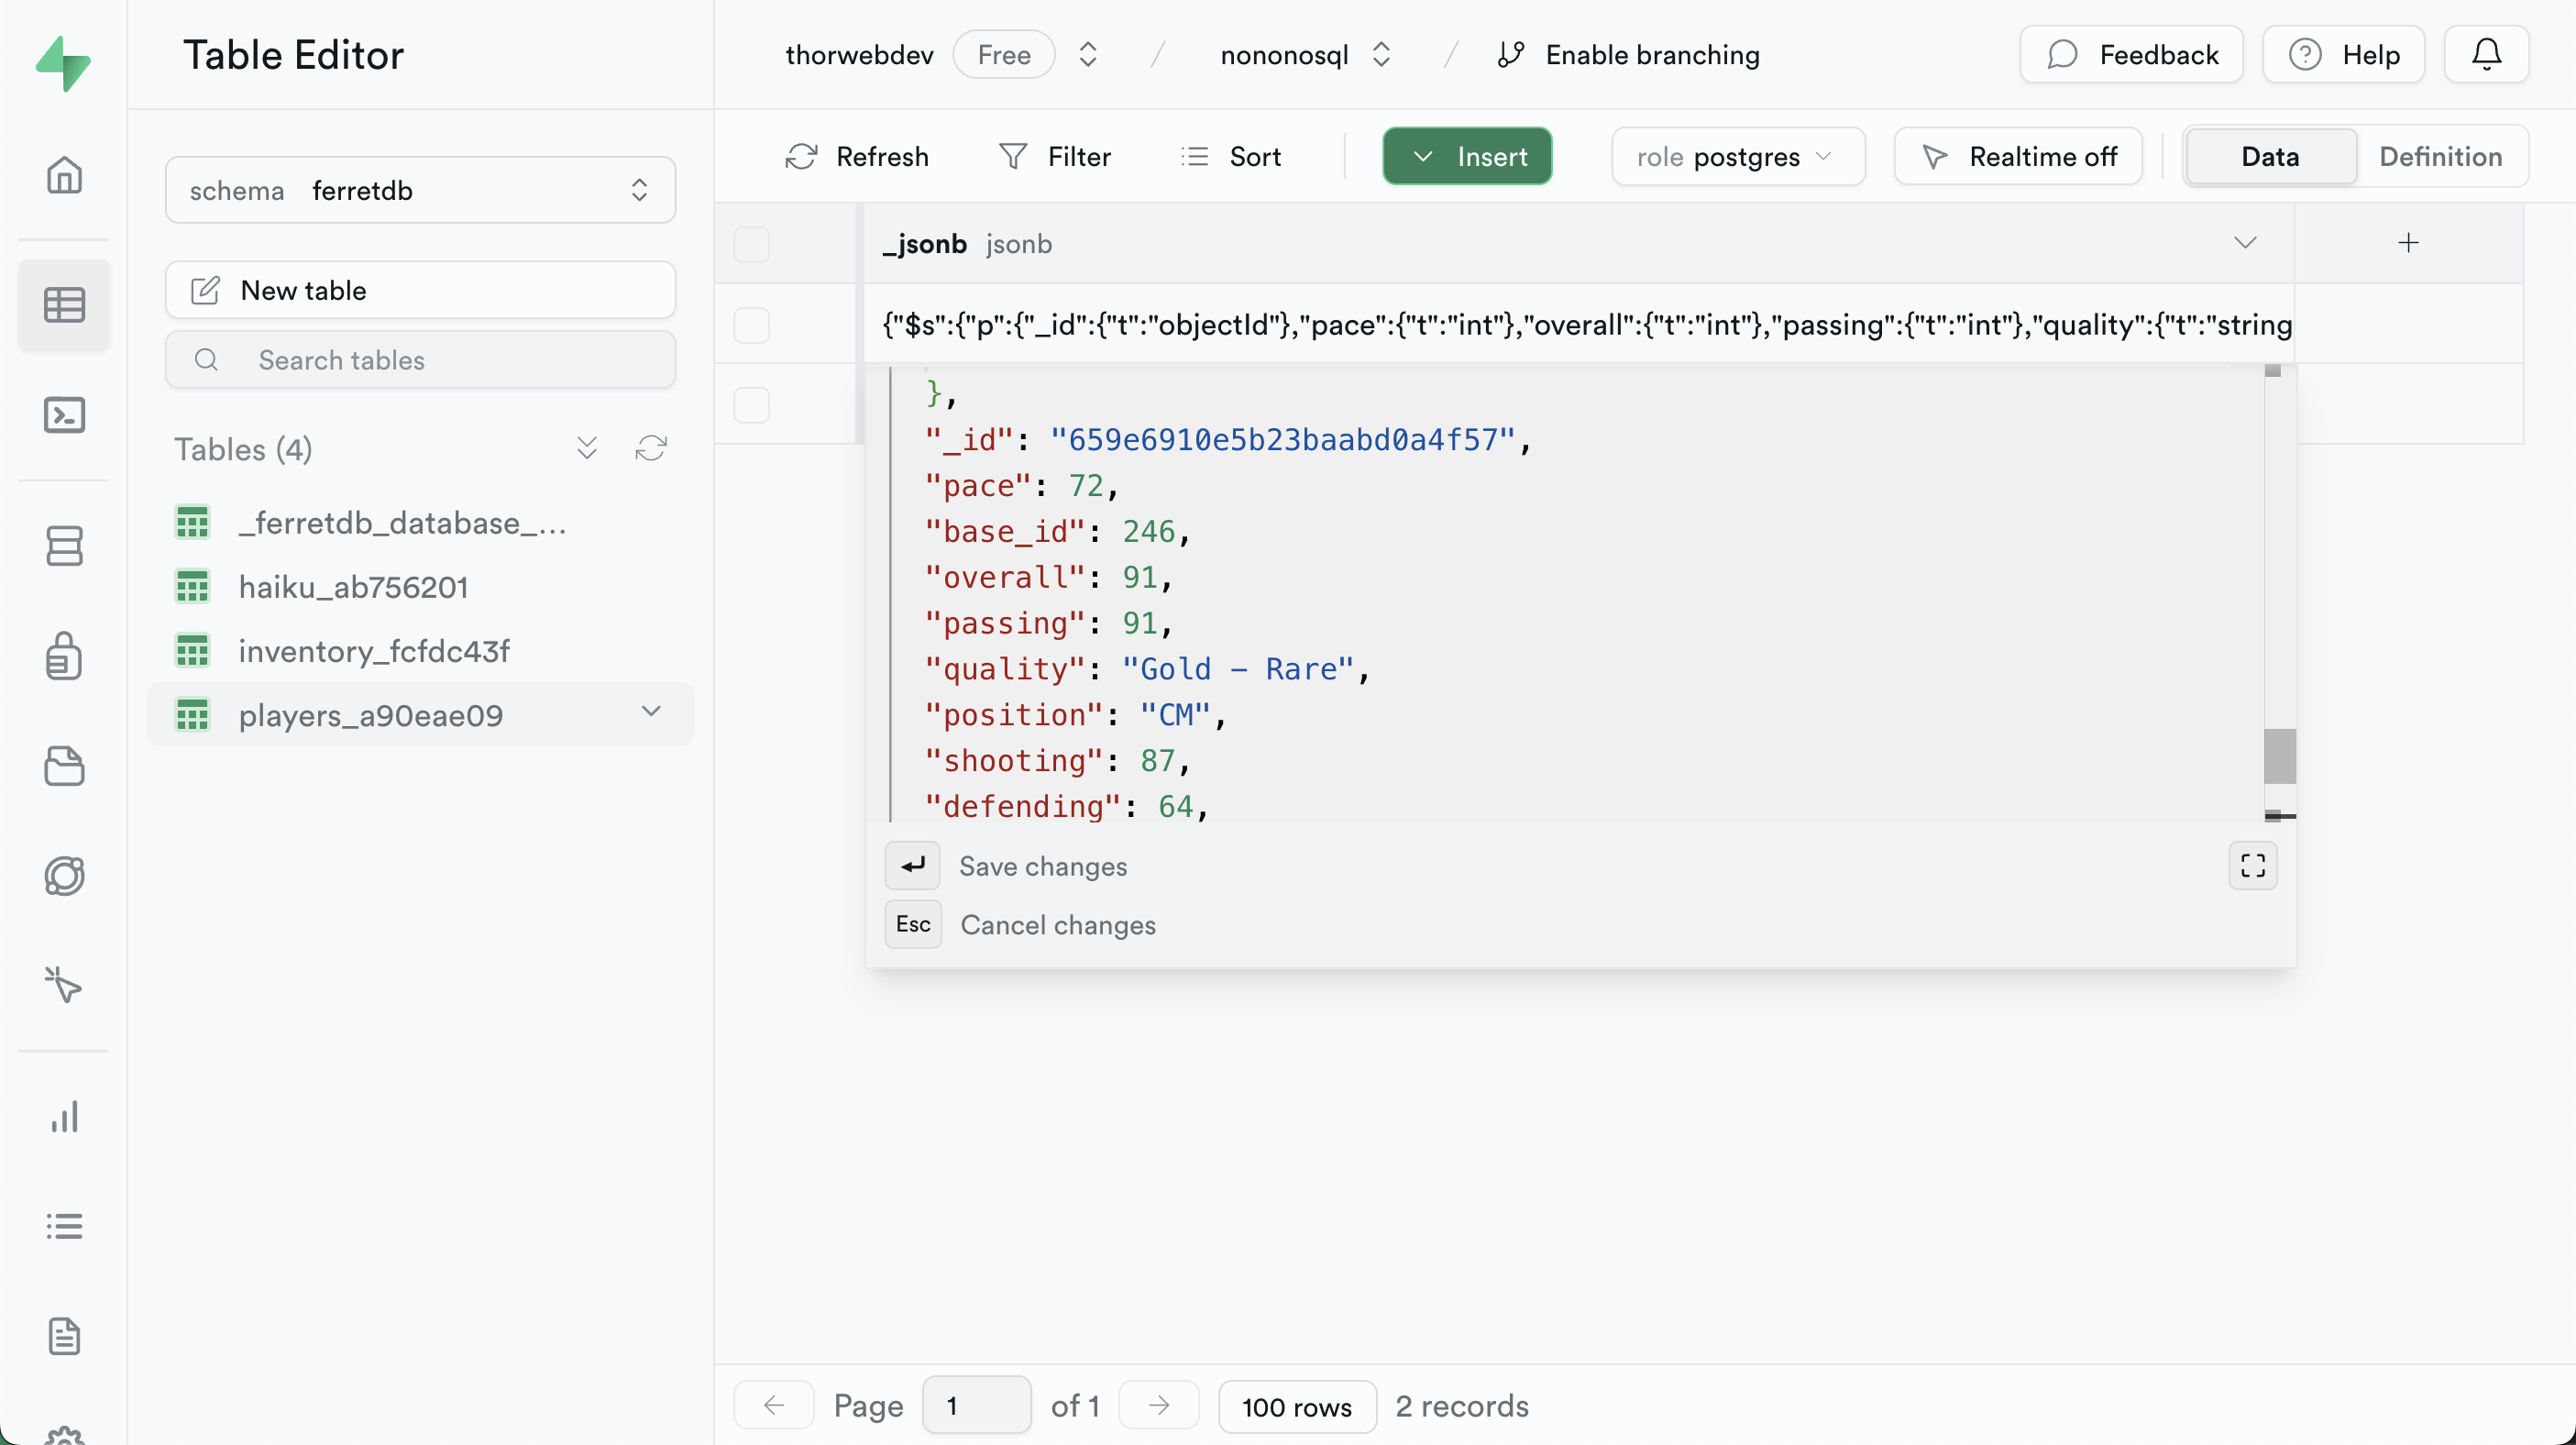 Table Editor
thorwebdev Free / nononosql / Enable branching
Feedback
Help
schema ferretdb
New table
Search tables
Tables (4)
_ferretdb_database_...
haiku_ab756201
inventory_fcfdc43f
players_a90eae09
Refresh Filter Sort Insert role postgres Realtime off Data Definition
_jsonb jsonb
{"$s":{"p":{"_id":{"t":"objectId"},"pace":{"t":"int"},"overall":{"t":"int"},"passing":{"t":"int"},"quality":{"t":"string
},
"_id": "659e6910e5b23baabd0a4f57",
"pace": 72,
"base_id": 246,
"overall": 91,
"passing": 91,
"quality": "Gold - Rare",
"position": "CM",
"shooting": 87,
"defending": 64,
Save changes
Esc Cancel changes
Page 1 of 1 100 rows 2 records